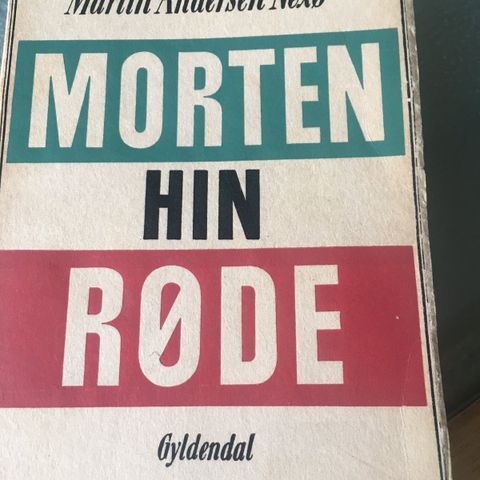 Martin Andersen Nexø
MORTEN
HIN
RØDE
Gyldendal